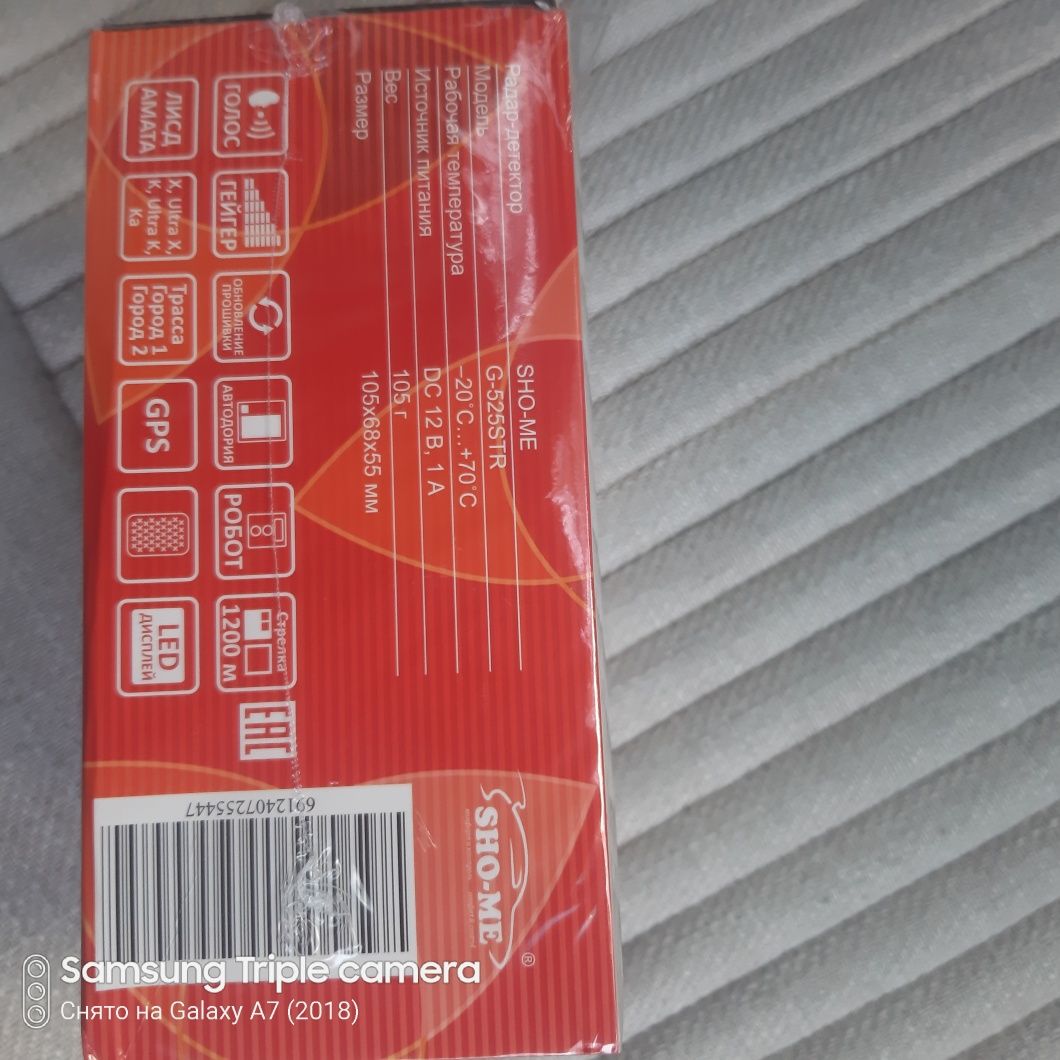 Радар-детектор SHO-ME
Модель G-525STR
Рабочая температура -20°C...+70°C
Источник питания DC 12 В, 1 А
Вес 105 г
Размер 105x68x55 мм
ГОЛОС
ГЕЙГЕР
ОБНОВЛЕНИЕ
ПРОШИВКИ
АВТОДОРИЯ
РОБОТ
Стрелка
1200 м
ЛИСД
АМАТА
X, Ultra X,
K, Ultra K,
Ka
Трасса
Город 1
Город 2
GPS
LED
ДИСПЛЕЙ
EAC
SHO-ME
®
6912407255447
Samsung Triple camera
Снято на Galaxy A7 (2018)